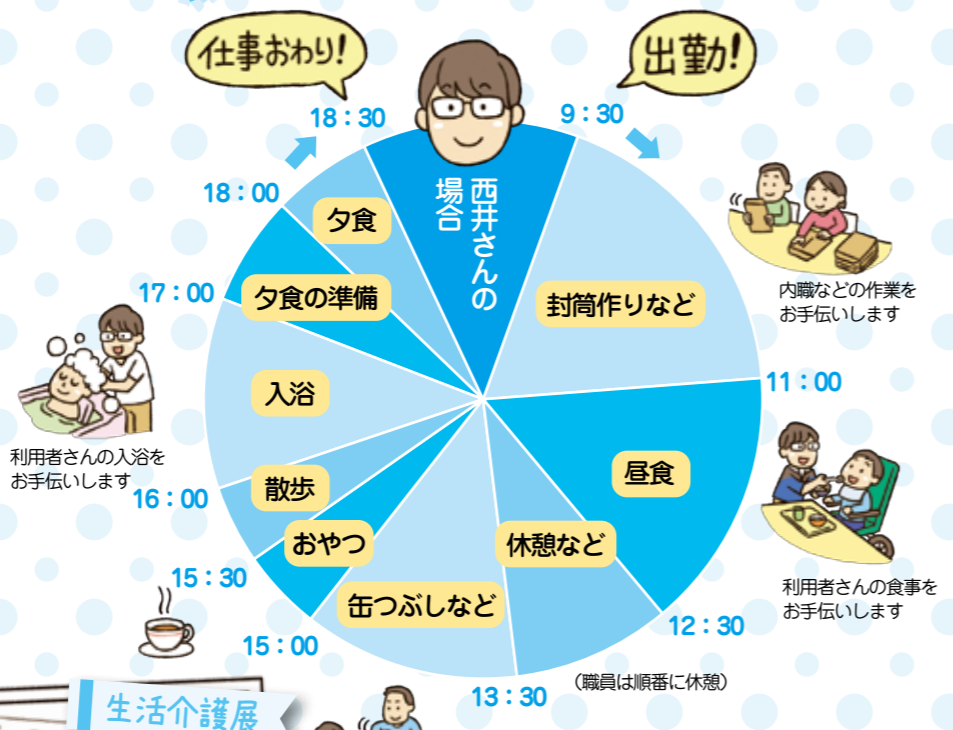 仕事おわり!
出勤!
18:30
9:30
西井さんの
場合
封筒作りなど
内職などの作業を
お手伝いします
11:00
昼食
利用者さんの食事を
お手伝いします
12:30
休憩など
(職員は順番に休憩)
13:30
缶つぶしなど
15:00
おやつ
15:30
散歩
16:00
入浴
利用者さんの入浴を
お手伝いします
17:00
夕食の準備
18:00
夕食
生活介護展